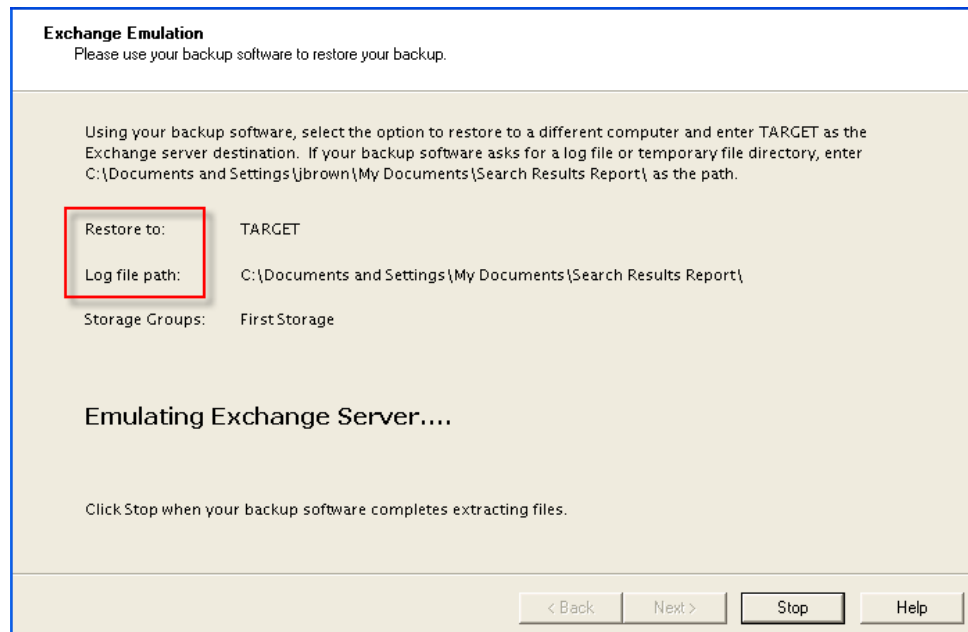 Exchange Emulation
Please use your backup software to restore your backup.
Using your backup software, select the option to restore to a different computer and enter TARGET as the
Exchange server destination. If your backup software asks for a log file or temporary file directory, enter
C:\Documents and Settings\jbrown\My Documents\Search Results Report\ as the path.
Restore to: TARGET
Log file path: C:\Documents and Settings\My Documents\Search Results Report\
Storage Groups: First Storage
Emulating Exchange Server....
Click Stop when your backup software completes extracting files.
< Back Next > Stop Help